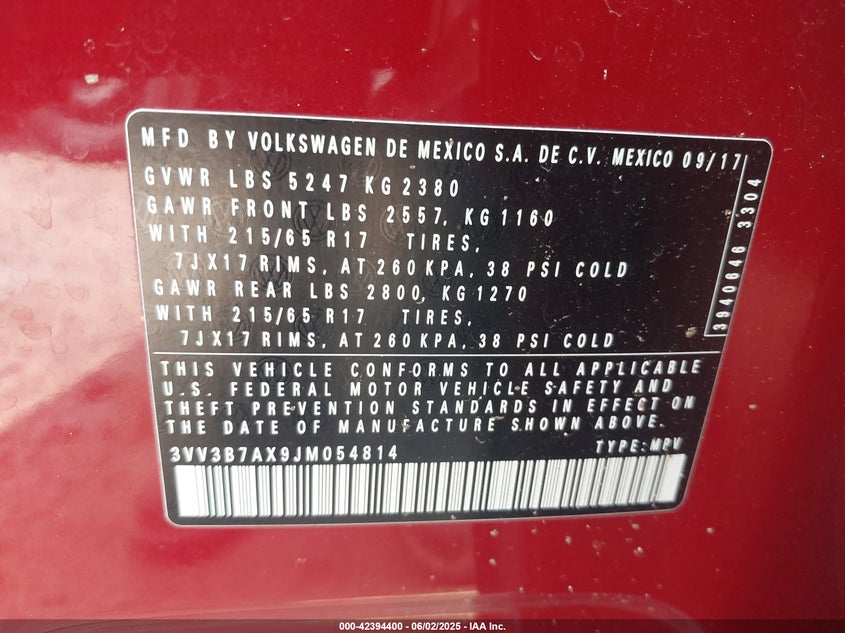 MFD BY VOLKSWAGEN DE MEXICO S.A. DE C.V. MEXICO 09/17
GVWR LBS 5247 KG 2380
GAWR FRONT LBS 2557, KG 1160
WITH 215/65 R17 TIRES,
7JX17 RIMS, AT 260 KPA, 38 PSI COLD
GAWR REAR LBS 2800, KG 1270
WITH 215/65 R17 TIRES,
7JX17 RIMS, AT 260 KPA, 38 PSI COLD
3940646 3304
THIS VEHICLE CONFORMS TO ALL APPLICABLE
U.S. FEDERAL MOTOR VEHICLE SAFETY AND
THEFT PREVENTION STANDARDS IN EFFECT ON
THE DATE OF MANUFACTURE SHOWN ABOVE.
3VV3B7AX9JM054814 TYPE: MPV
000-42394400 - 06/02/2025 - IAA Inc.